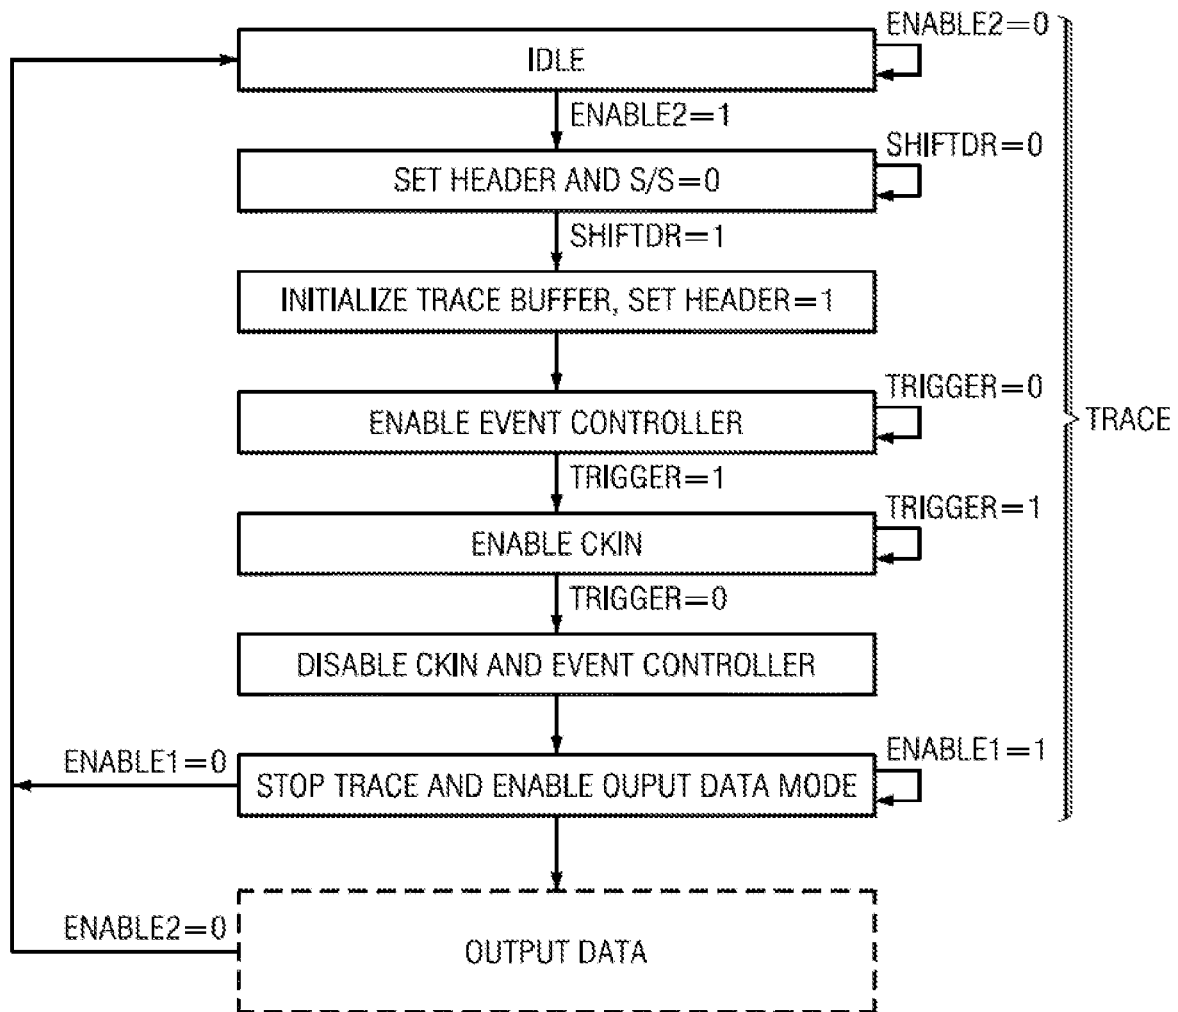 ENABLE2=0
IDLE
ENABLE2=1
SHIFTDR=0
SET HEADER AND S/S=0
SHIFTDR=1
INITIALIZE TRACE BUFFER, SET HEADER=1
TRIGGER=0
ENABLE EVENT CONTROLLER
TRACE
TRIGGER=1
TRIGGER=1
ENABLE CKIN
TRIGGER=0
DISABLE CKIN AND EVENT CONTROLLER
ENABLE1=0
ENABLE1=1
STOP TRACE AND ENABLE OUPUT DATA MODE
ENABLE2=0
OUTPUT DATA